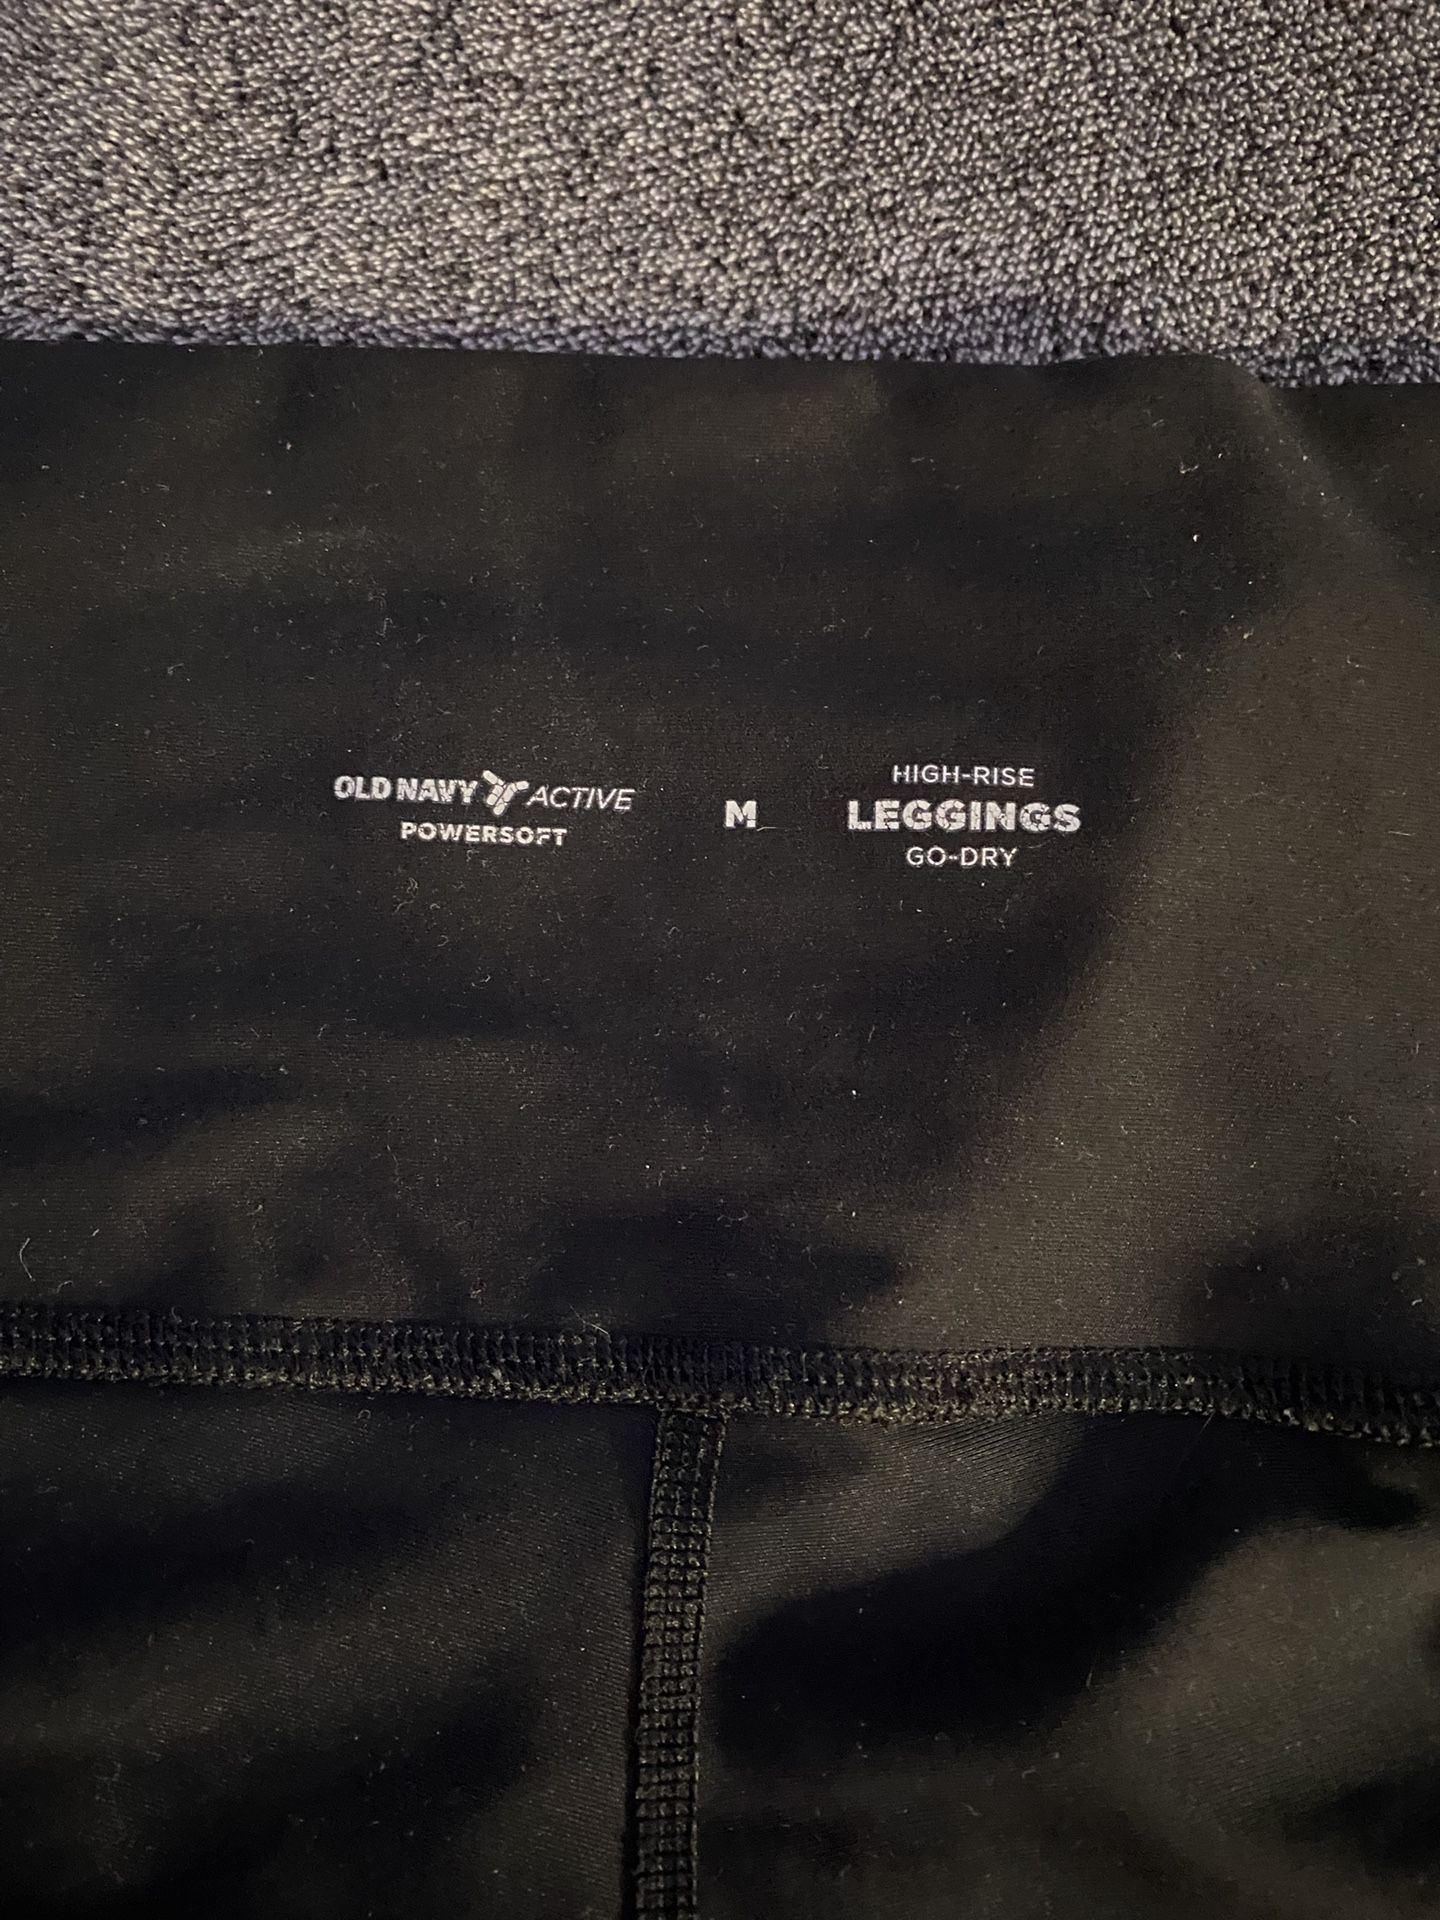 OLD NAVY ACTIVE
POWERSOFT
M
HIGH-RISE
LEGGINGS
GO-DRY